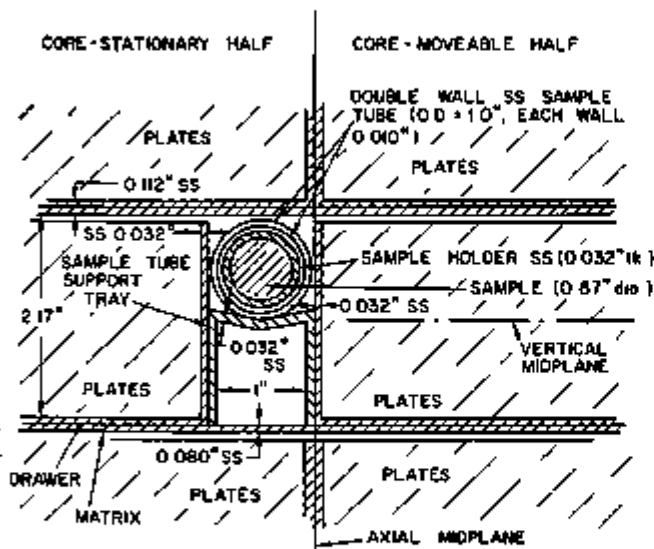 CORE-STATIONARY HALF
CORE-MOVEABLE HALF
DOUBLE WALL SS SAMPLE
TUBE (O.D = 1.0", EACH WALL
0.010")
PLATES
PLATES
0.112" SS
SS 0.032"
SAMPLE TUBE
SUPPORT
TRAY
SAMPLE HOLDER SS (0.032"tk)
SAMPLE (0.87" dia)
0.032" SS
2.17"
0.032"
SS
VERTICAL
MIDPLANE
1"
PLATES
PLATES
0.080" SS
DRAWER
PLATES
PLATES
MATRIX
AXIAL MIDPLANE